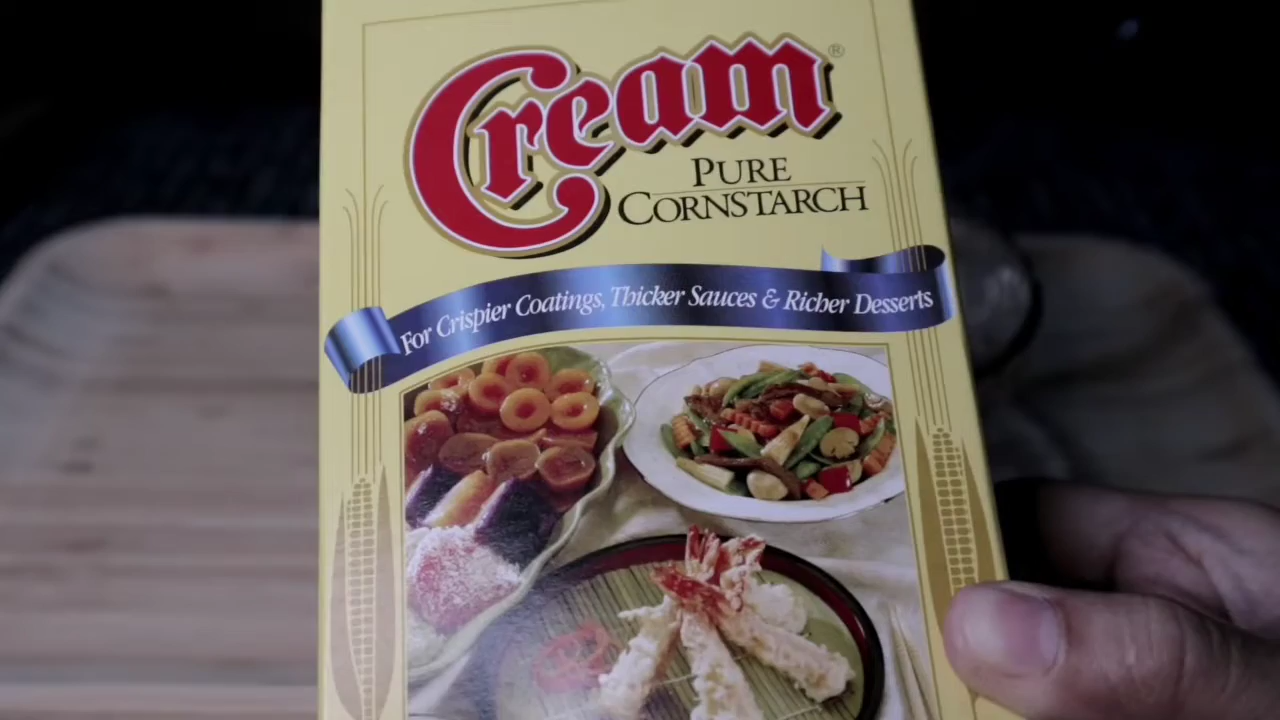 Cream®
PURE
CORNSTARCH
For Crispier Coatings, Thicker Sauces & Richer Desserts